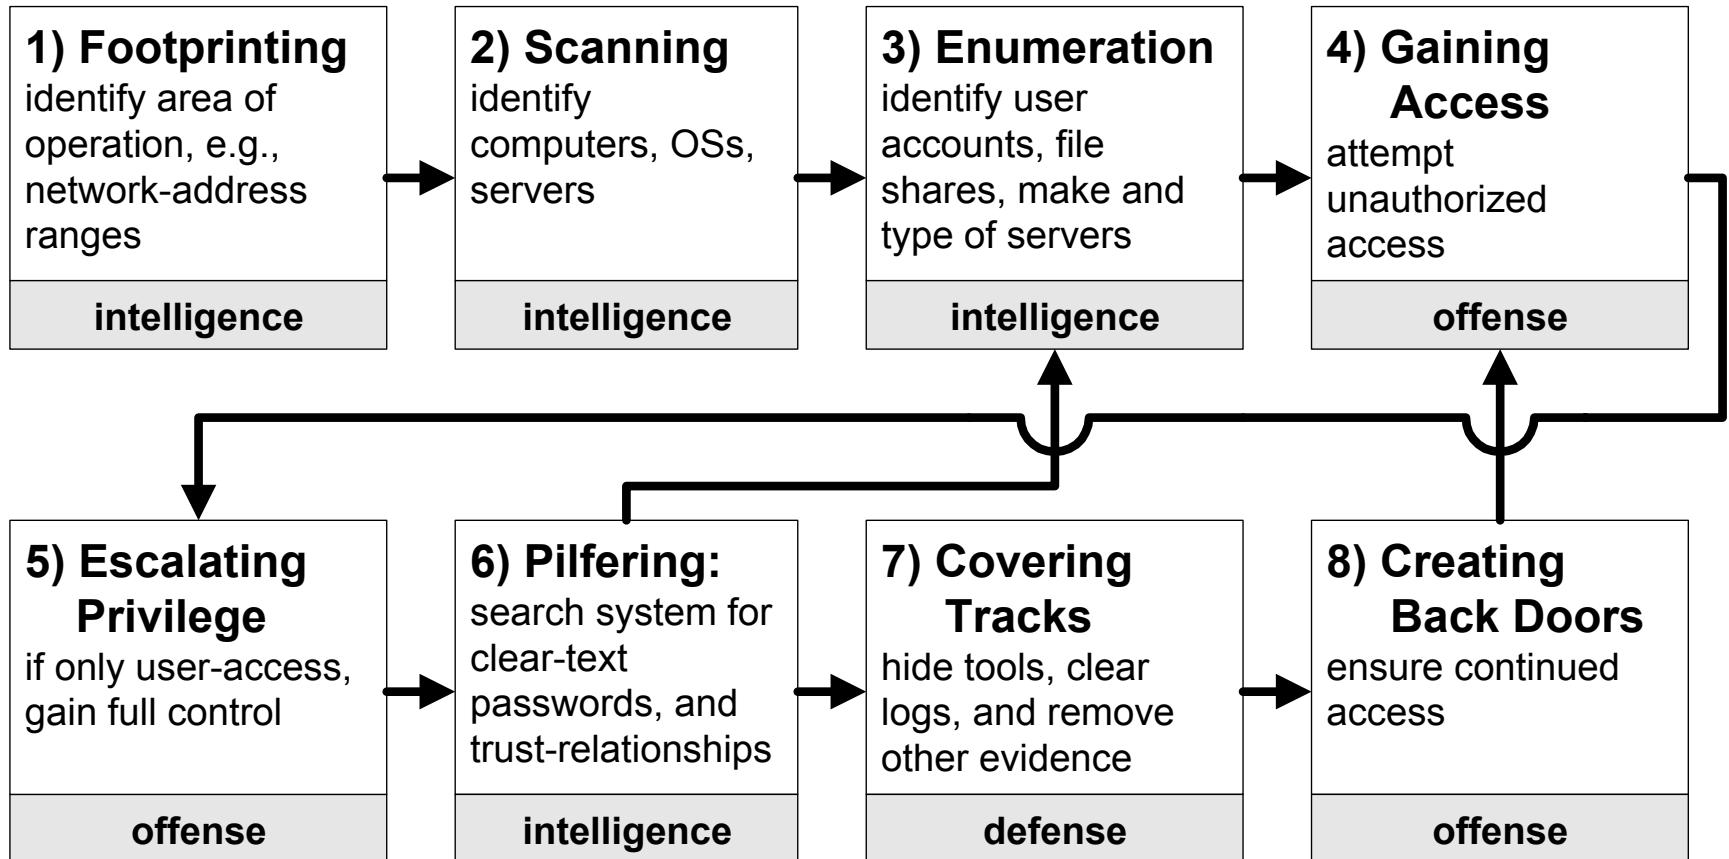 1) Footprinting
identify area of
operation, e.g.,
network-address
ranges
intelligence
2) Scanning
identify
computers, OSs,
servers
intelligence
3) Enumeration
identify user
accounts, file
shares, make and
type of servers
intelligence
4) Gaining
Access
attempt
unauthorized
access
offense
5) Escalating
Privilege
if only user-access,
gain full control
offense
6) Pilfering:
search system for
clear-text
passwords, and
trust-relationships
intelligence
7) Covering
Tracks
hide tools, clear
logs, and remove
other evidence
defense
8) Creating
Back Doors
ensure continued
access
offense